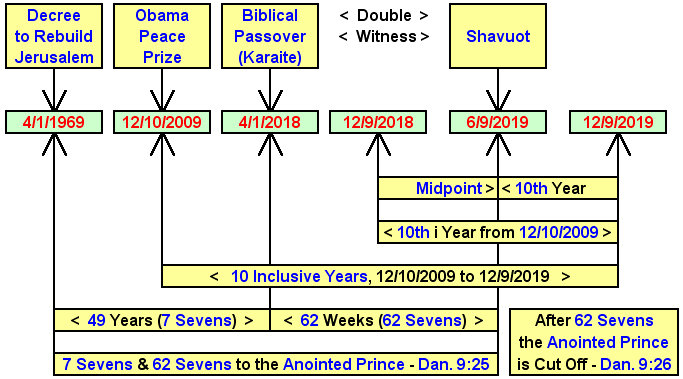 Decree
to Rebuild
Jerusalem
Obama
Peace
Prize
Biblical
Passover
(Karaite)
< Double >
< Witness >
Shavuot
4/1/1969
12/10/2009
4/1/2018
12/9/2018
6/9/2019
12/9/2019
Midpoint > < 10th Year
< 10th i Year from 12/10/2009 >
< 10 Inclusive Years, 12/10/2009 to 12/9/2019 >
< 49 Years (7 Sevens) >
< 62 Weeks (62 Sevens) >
7 Sevens & 62 Sevens to the Anointed Prince - Dan. 9:25
After 62 Sevens
the Anointed Prince
is Cut Off - Dan. 9:26